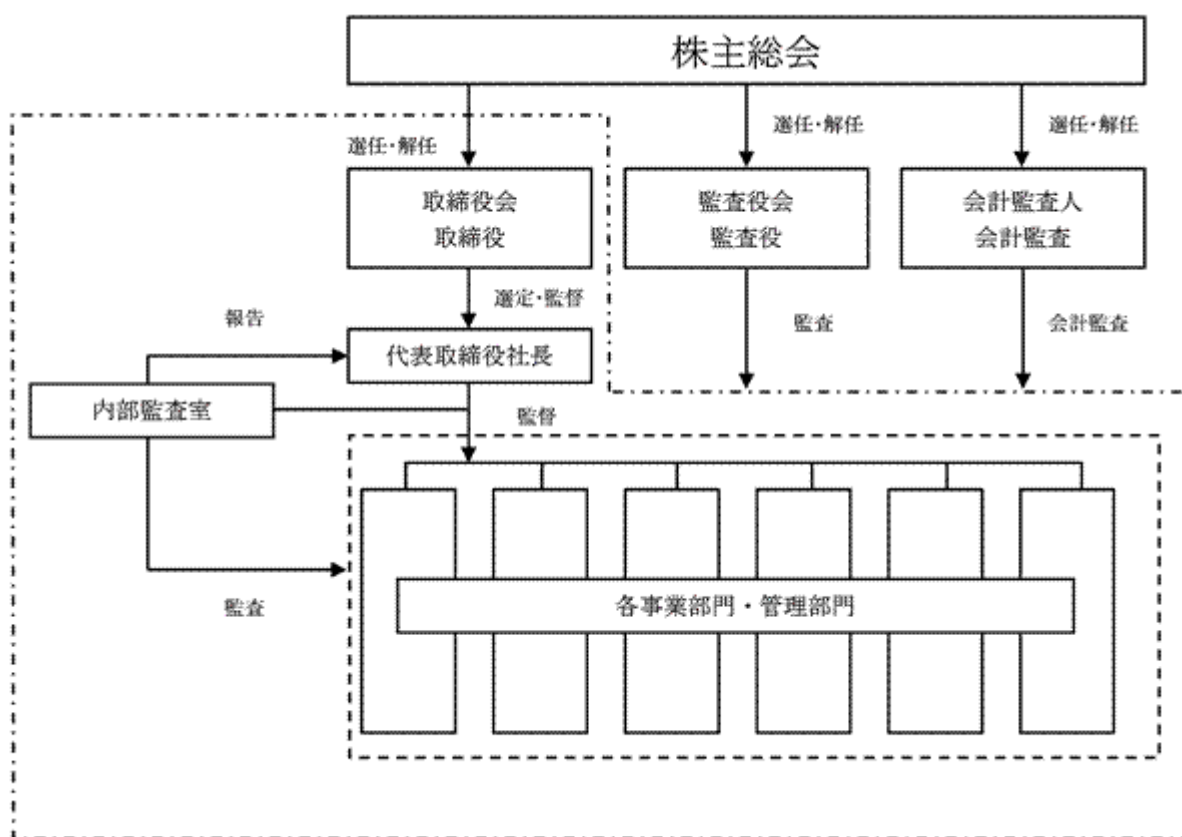 株主総会
選任・解任
選任・解任
選任・解任
取締役会
取締役
監査役会
監査役
会計監査人
会計監査
選定・監督
報告
監査
会計監査
代表取締役社長
内部監査室
監督
監査
各事業部門・管理部門